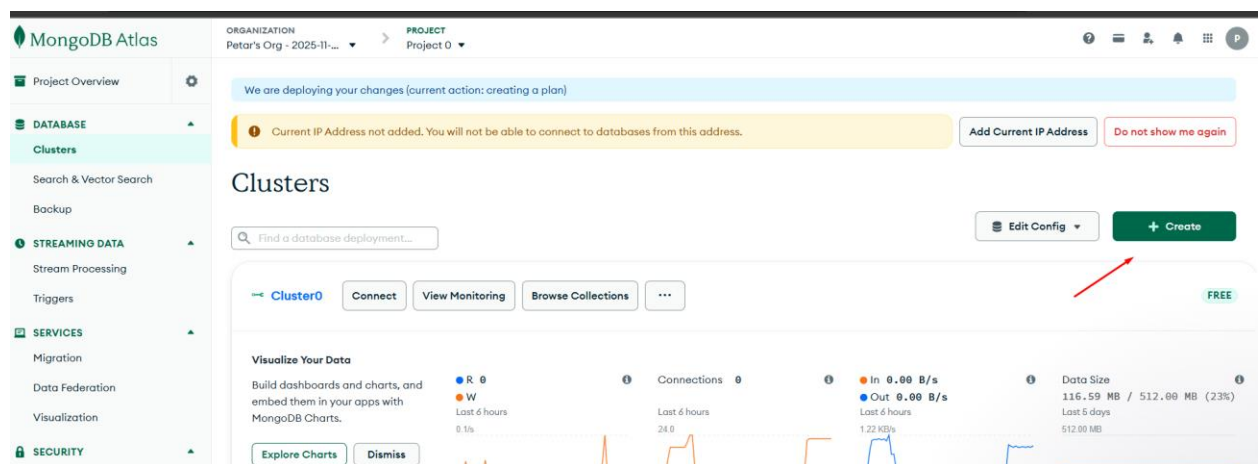 MongoDB Atlas
ORGANIZATION
Petar's Org - 2025-11-...
PROJECT
Project 0
P
Project Overview
DATABASE
Clusters
Search & Vector Search
Backup
STREAMING DATA
Stream Processing
Triggers
SERVICES
Migration
Data Federation
Visualization
SECURITY
We are deploying your changes (current action: creating a plan)
Current IP Address not added. You will not be able to connect to databases from this address.
Add Current IP Address
Do not show me again
Clusters
Find a database deployment...
Edit Config
+ Create
Cluster0
Connect
View Monitoring
Browse Collections
...
FREE
Visualize Your Data
Build dashboards and charts, and
embed them in your apps with
MongoDB Charts.
Explore Charts
Dismiss
R 0
W
Last 6 hours
0.1/s
Connections 0
Last 6 hours
24.0
In 0.00 B/s
Out 0.00 B/s
Last 6 hours
1.22 KB/s
Data Size
116.59 MB / 512.00 MB (23%)
Last 5 days
512.00 MB